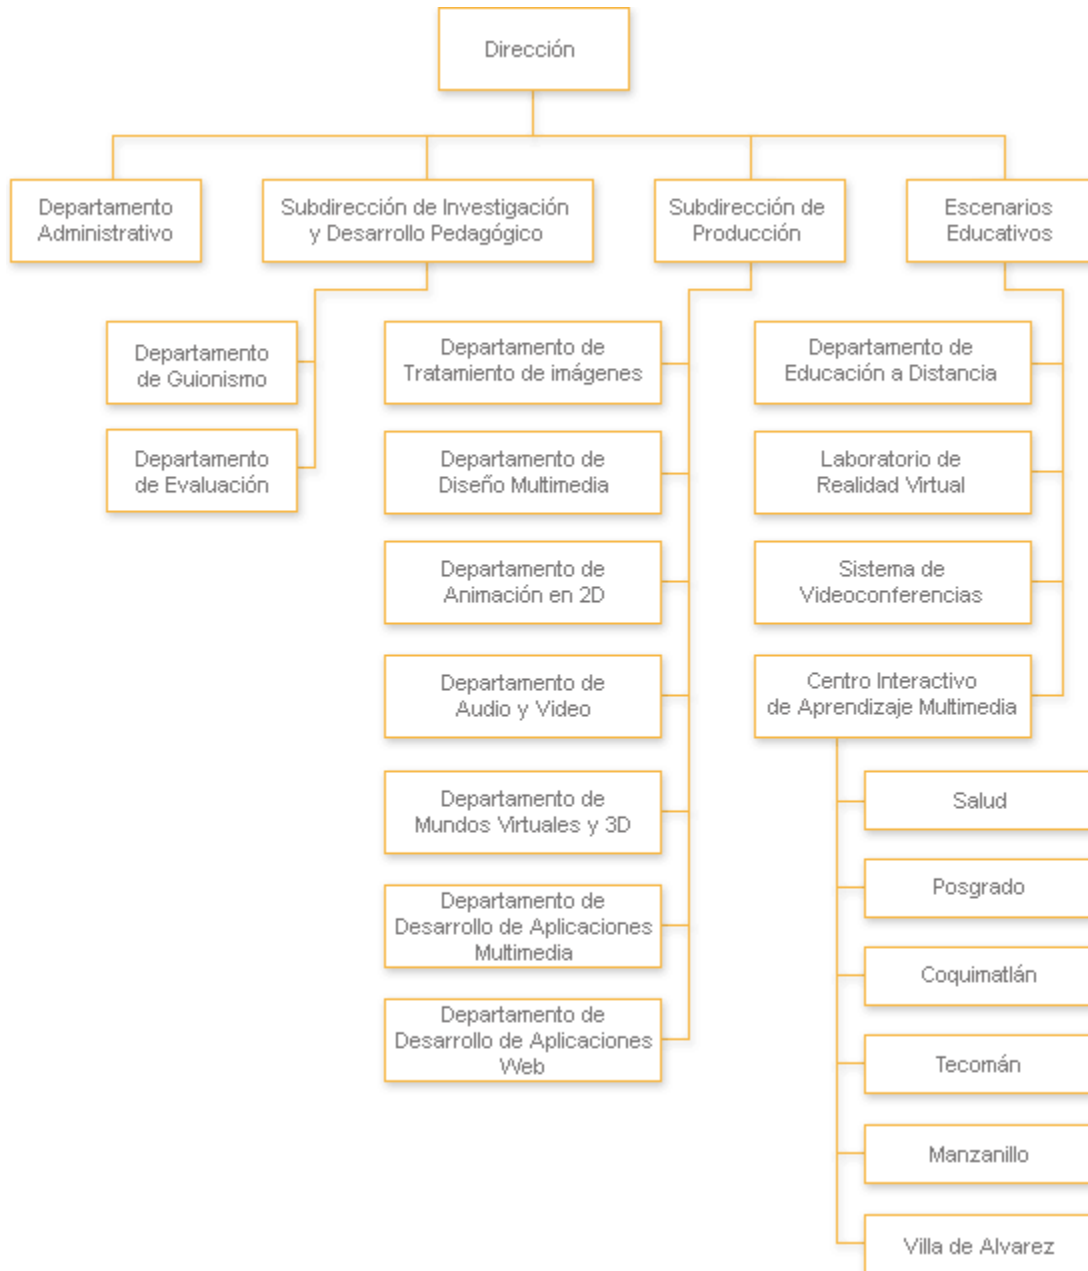 Dirección
Departamento
Administrativo
Subdirección de Investigación
y Desarrollo Pedagógico
Subdirección de
Producción
Escenarios
Educativos
Departamento
de Guionismo
Departamento
de Evaluación
Departamento de
Tratamiento de imágenes
Departamento de
Diseño Multimedia
Departamento de
Animación en 2D
Departamento de
Audio y Video
Departamento de
Mundos Virtuales y 3D
Departamento de
Desarrollo de Aplicaciones
Multimedia
Departamento de
Desarrollo de Aplicaciones
Web
Departamento de
Educación a Distancia
Laboratorio de
Realidad Virtual
Sistema de
Videoconferencias
Centro Interactivo
de Aprendizaje Multimedia
Salud
Posgrado
Coquimatlán
Tecomán
Manzanillo
Villa de Alvarez